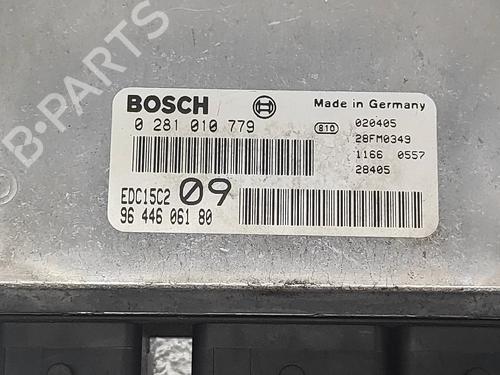 B-PARTS
BOSCH
Made in Germany
0 281 010 779
810
020405
28FM0349
1166 0557
28405
EDC15C2 09
96 446 061 80